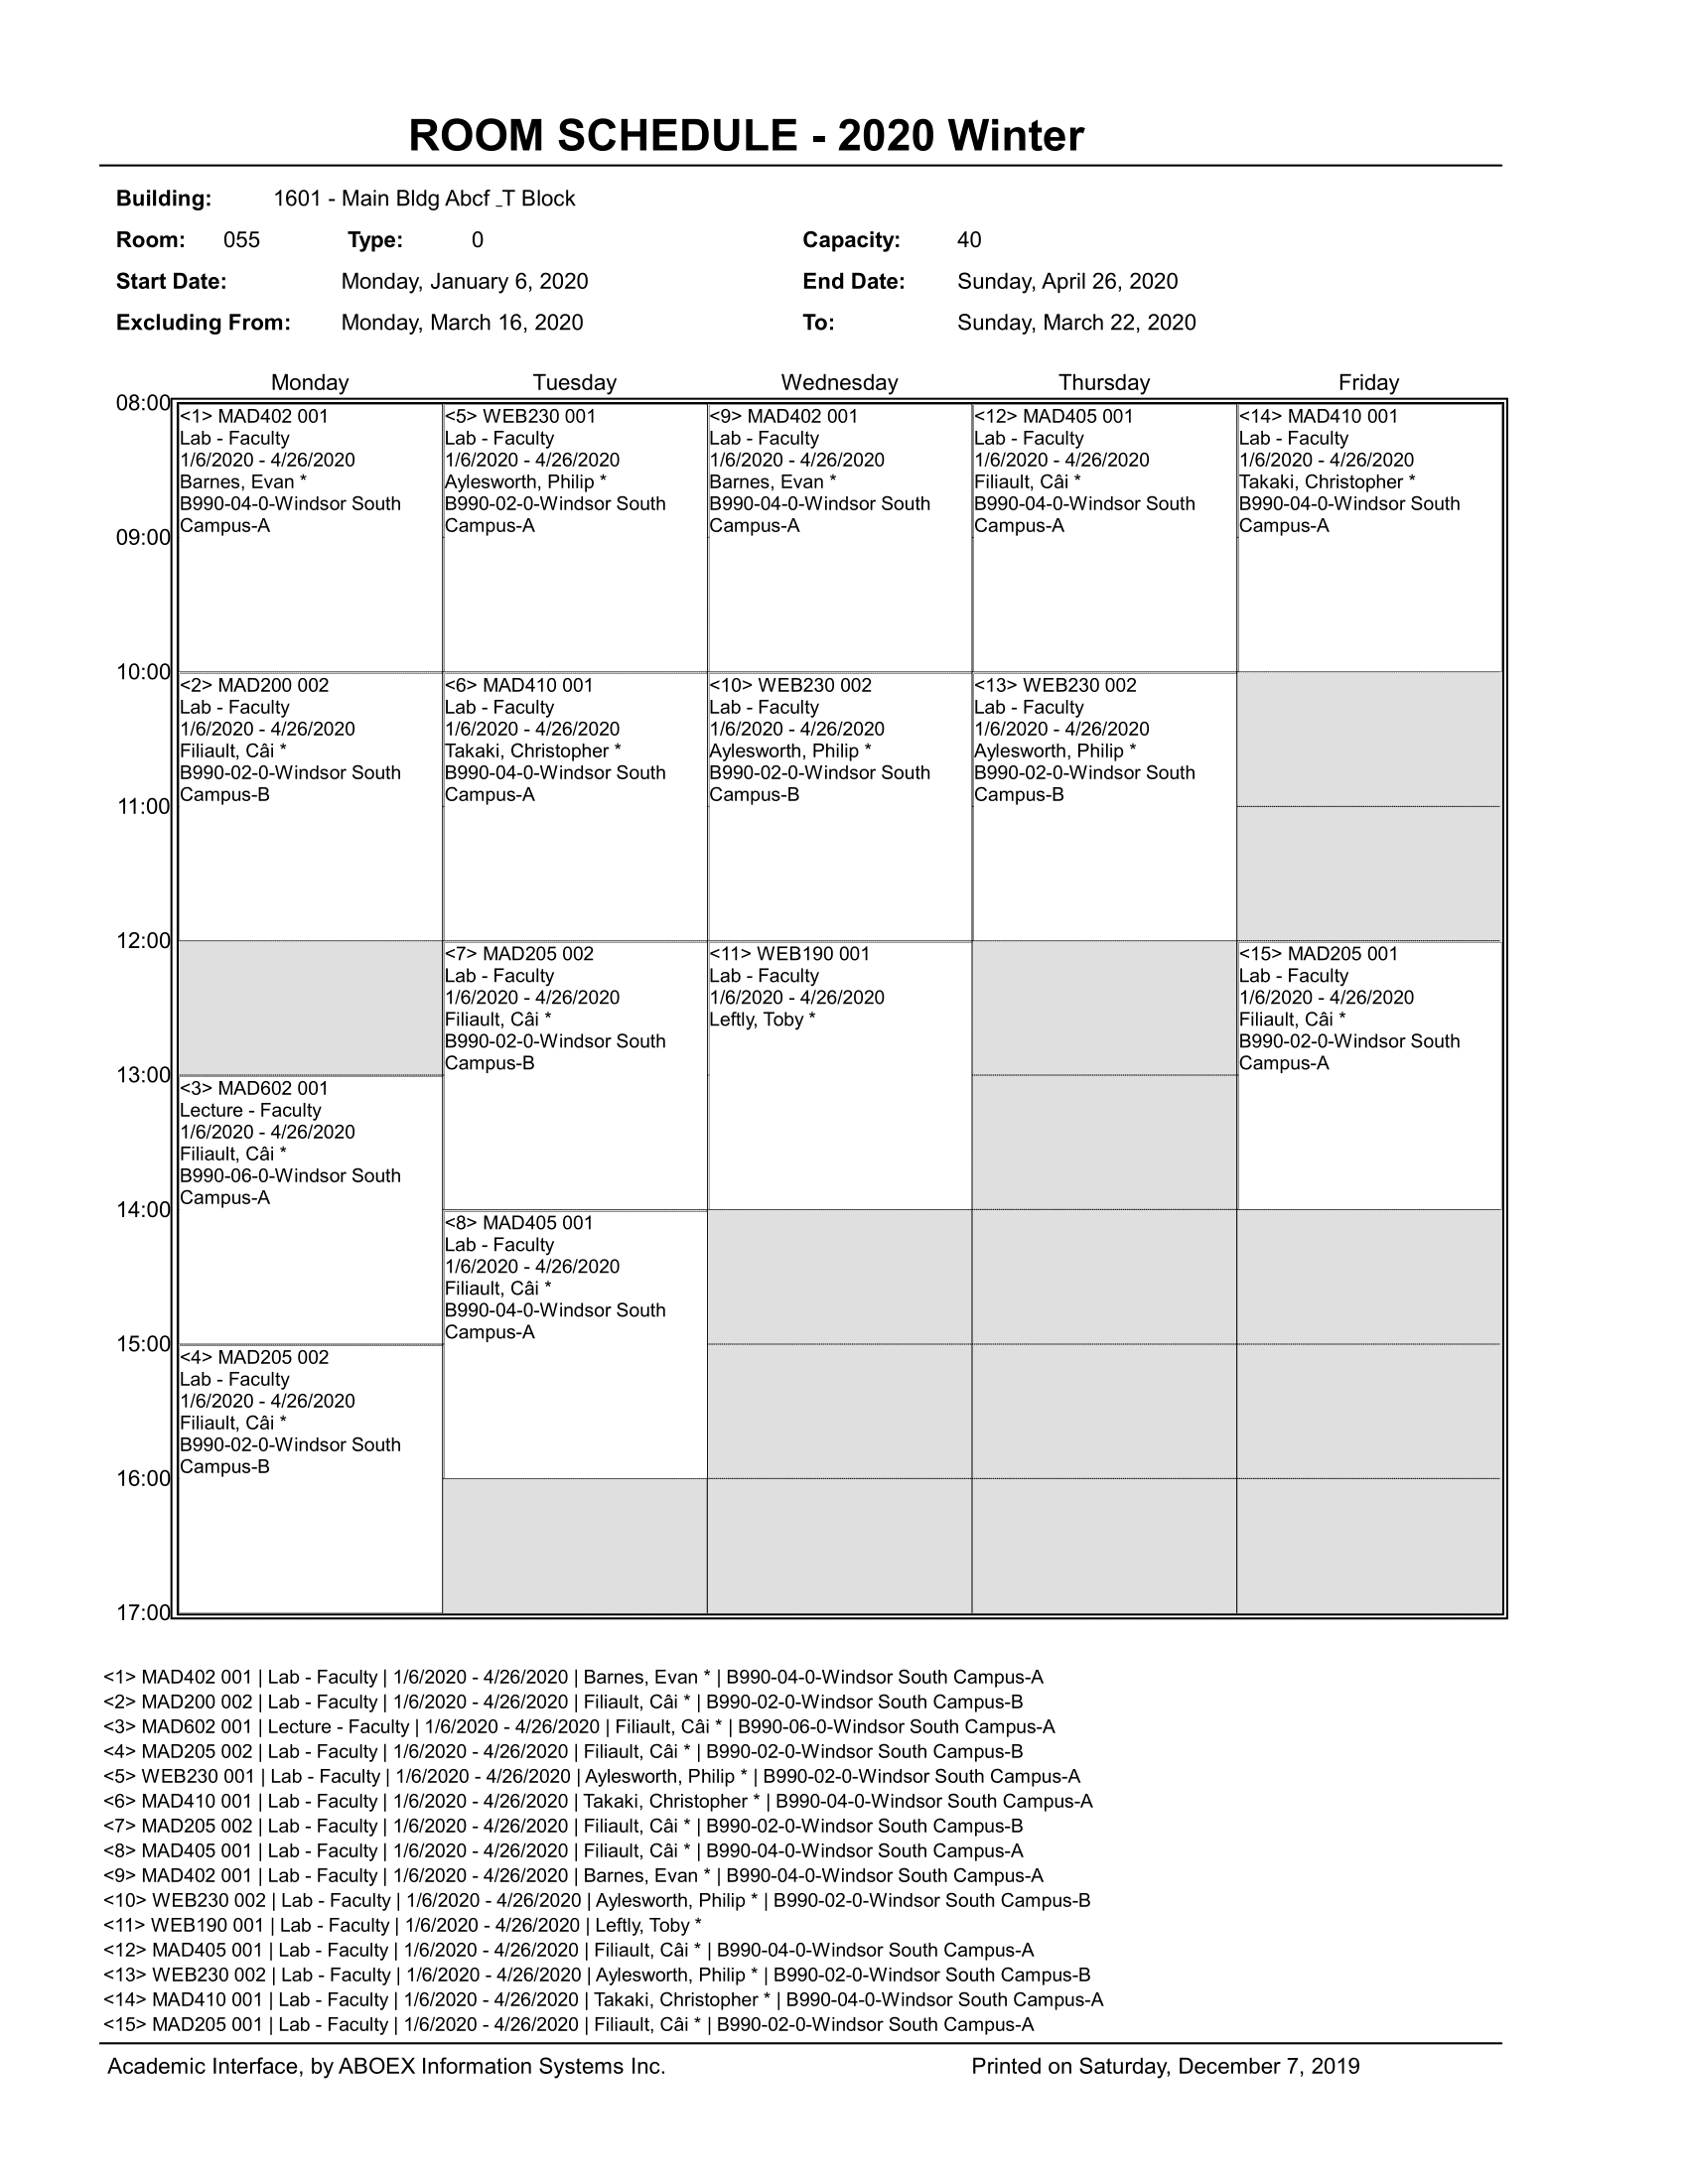 ROOM SCHEDULE - 2020 Winter
Building: 1601 - Main Bldg Abcf _T Block
Room: 055 Type: 0 Capacity: 40
Start Date: Monday, January 6, 2020 End Date: Sunday, April 26, 2020
Excluding From: Monday, March 16, 2020 To: Sunday, March 22, 2020
Monday Tuesday Wednesday Thursday Friday
08:00
<1> MAD402 001
Lab - Faculty
1/6/2020 - 4/26/2020
Barnes, Evan *
B990-04-0-Windsor South
Campus-A
<5> WEB230 001
Lab - Faculty
1/6/2020 - 4/26/2020
Aylesworth, Philip *
B990-02-0-Windsor South
Campus-A
<9> MAD402 001
Lab - Faculty
1/6/2020 - 4/26/2020
Barnes, Evan *
B990-04-0-Windsor South
Campus-A
<12> MAD405 001
Lab - Faculty
1/6/2020 - 4/26/2020
Filiault, Câi *
B990-04-0-Windsor South
Campus-A
<14> MAD410 001
Lab - Faculty
1/6/2020 - 4/26/2020
Takaki, Christopher *
B990-04-0-Windsor South
Campus-A
09:00
10:00
<2> MAD200 002
Lab - Faculty
1/6/2020 - 4/26/2020
Filiault, Câi *
B990-02-0-Windsor South
Campus-B
<6> MAD410 001
Lab - Faculty
1/6/2020 - 4/26/2020
Takaki, Christopher *
B990-04-0-Windsor South
Campus-A
<10> WEB230 002
Lab - Faculty
1/6/2020 - 4/26/2020
Aylesworth, Philip *
B990-02-0-Windsor South
Campus-B
<13> WEB230 002
Lab - Faculty
1/6/2020 - 4/26/2020
Aylesworth, Philip *
B990-02-0-Windsor South
Campus-B
11:00
12:00
<7> MAD205 002
Lab - Faculty
1/6/2020 - 4/26/2020
Filiault, Câi *
B990-02-0-Windsor South
Campus-B
<11> WEB190 001
Lab - Faculty
1/6/2020 - 4/26/2020
Leftly, Toby *
<15> MAD205 001
Lab - Faculty
1/6/2020 - 4/26/2020
Filiault, Câi *
B990-02-0-Windsor South
Campus-A
13:00
<3> MAD602 001
Lecture - Faculty
1/6/2020 - 4/26/2020
Filiault, Câi *
B990-06-0-Windsor South
Campus-A
14:00
<8> MAD405 001
Lab - Faculty
1/6/2020 - 4/26/2020
Filiault, Câi *
B990-04-0-Windsor South
Campus-A
15:00
<4> MAD205 002
Lab - Faculty
1/6/2020 - 4/26/2020
Filiault, Câi *
B990-02-0-Windsor South
Campus-B
16:00
17:00
<1> MAD402 001 | Lab - Faculty | 1/6/2020 - 4/26/2020 | Barnes, Evan * | B990-04-0-Windsor South Campus-A
<2> MAD200 002 | Lab - Faculty | 1/6/2020 - 4/26/2020 | Filiault, Câi * | B990-02-0-Windsor South Campus-B
<3> MAD602 001 | Lecture - Faculty | 1/6/2020 - 4/26/2020 | Filiault, Câi * | B990-06-0-Windsor South Campus-A
<4> MAD205 002 | Lab - Faculty | 1/6/2020 - 4/26/2020 | Filiault, Câi * | B990-02-0-Windsor South Campus-B
<5> WEB230 001 | Lab - Faculty | 1/6/2020 - 4/26/2020 | Aylesworth, Philip * | B990-02-0-Windsor South Campus-A
<6> MAD410 001 | Lab - Faculty | 1/6/2020 - 4/26/2020 | Takaki, Christopher * | B990-04-0-Windsor South Campus-A
<7> MAD205 002 | Lab - Faculty | 1/6/2020 - 4/26/2020 | Filiault, Câi * | B990-02-0-Windsor South Campus-B
<8> MAD405 001 | Lab - Faculty | 1/6/2020 - 4/26/2020 | Filiault, Câi * | B990-04-0-Windsor South Campus-A
<9> MAD402 001 | Lab - Faculty | 1/6/2020 - 4/26/2020 | Barnes, Evan * | B990-04-0-Windsor South Campus-A
<10> WEB230 002 | Lab - Faculty | 1/6/2020 - 4/26/2020 | Aylesworth, Philip * | B990-02-0-Windsor South Campus-B
<11> WEB190 001 | Lab - Faculty | 1/6/2020 - 4/26/2020 | Leftly, Toby *
<12> MAD405 001 | Lab - Faculty | 1/6/2020 - 4/26/2020 | Filiault, Câi * | B990-04-0-Windsor South Campus-A
<13> WEB230 002 | Lab - Faculty | 1/6/2020 - 4/26/2020 | Aylesworth, Philip * | B990-02-0-Windsor South Campus-B
<14> MAD410 001 | Lab - Faculty | 1/6/2020 - 4/26/2020 | Takaki, Christopher * | B990-04-0-Windsor South Campus-A
<15> MAD205 001 | Lab - Faculty | 1/6/2020 - 4/26/2020 | Filiault, Câi * | B990-02-0-Windsor South Campus-A
Academic Interface, by ABOEX Information Systems Inc. Printed on Saturday, December 7, 2019